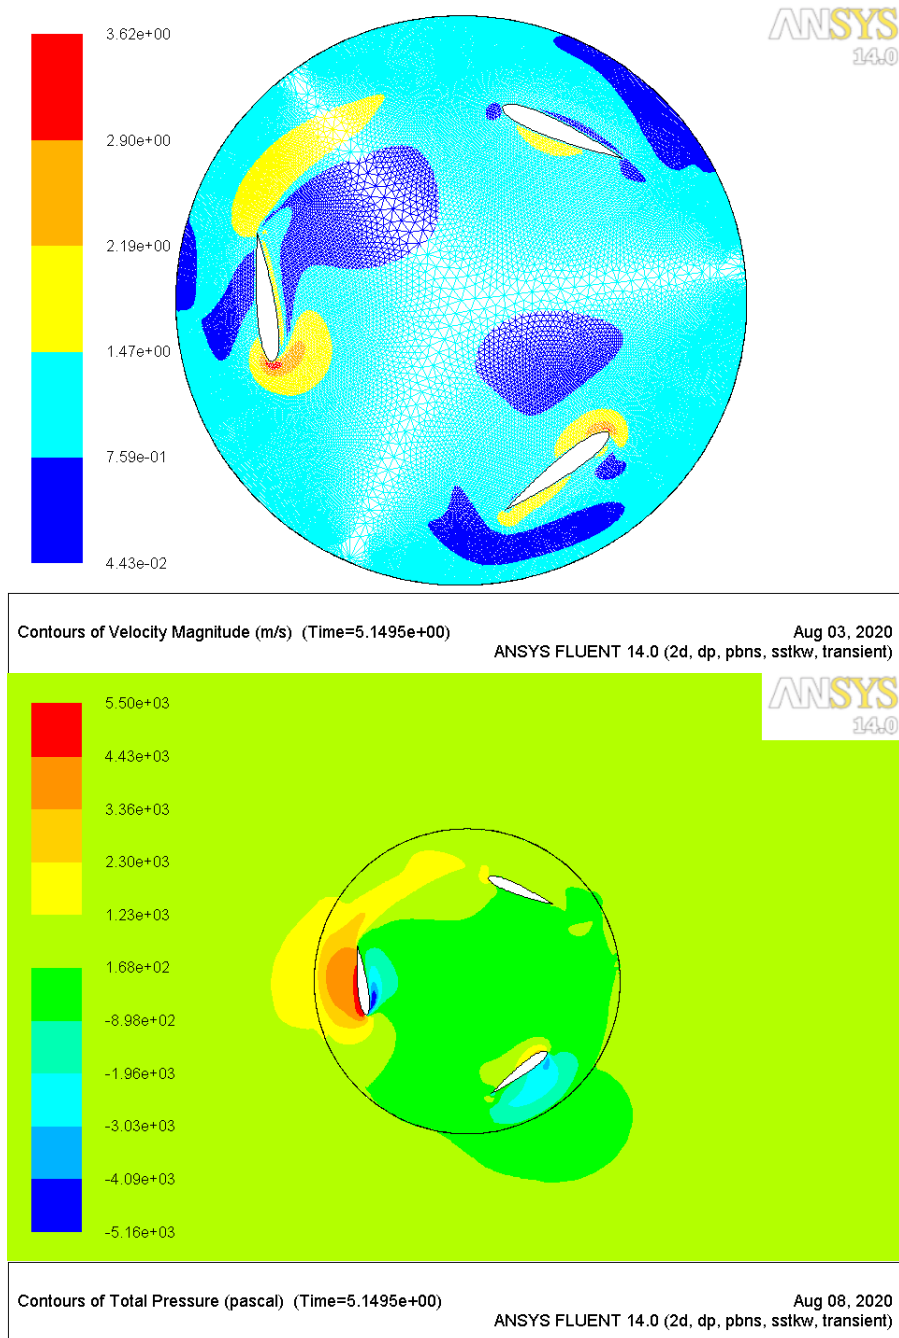 ANSYS
14.0
3.62e+00
2.90e+00
2.19e+00
1.47e+00
7.59e-01
4.43e-02
Contours of Velocity Magnitude (m/s) (Time=5.1495e+00)
Aug 03, 2020
ANSYS FLUENT 14.0 (2d, dp, pbns, sstkw, transient)
ANSYS
14.0
5.50e+03
4.43e+03
3.36e+03
2.30e+03
1.23e+03
1.68e+02
-8.98e+02
-1.96e+03
-3.03e+03
-4.09e+03
-5.16e+03
Contours of Total Pressure (pascal) (Time=5.1495e+00)
Aug 08, 2020
ANSYS FLUENT 14.0 (2d, dp, pbns, sstkw, transient)